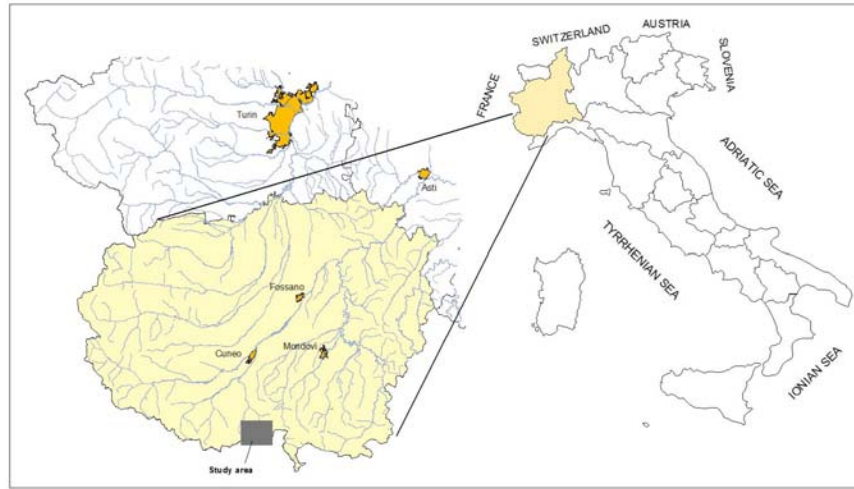 Turin
Asti
Fossano
Cuneo
Mondovì
Study area
FRANCE
SWITZERLAND
AUSTRIA
SLOVENIA
ADRIATIC SEA
TYRRHENIAN SEA
IONIAN SEA